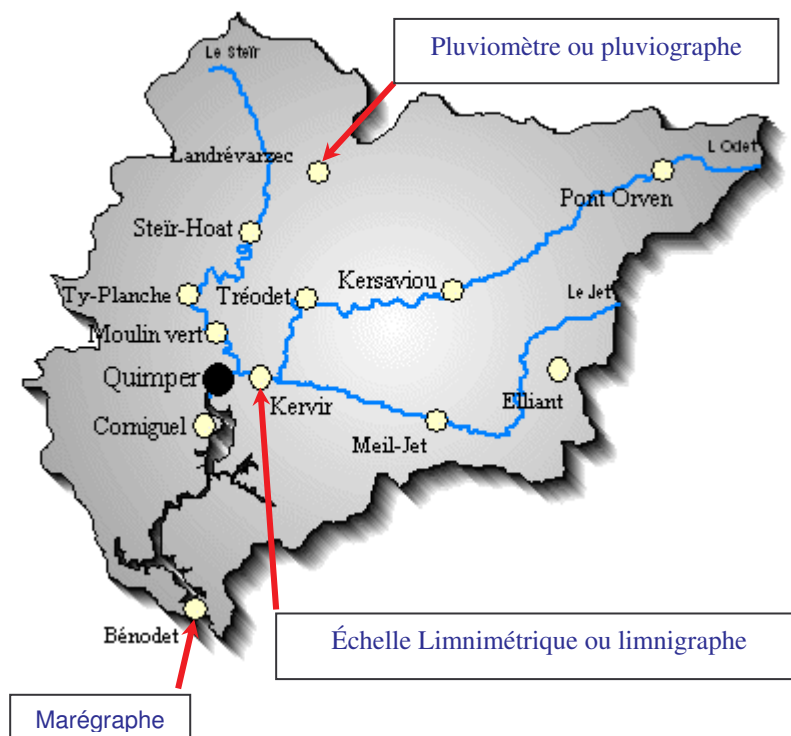 Pluviomètre ou pluviographe
Le Steïr
Landrévarzec
L Odet
Pont Orven
Steïr-Hoat
Kersaviou
Ty-Planche
Tréodet
Le Jet
Moulin vert
Quimper
Kervir
Elliant
Corniguel
Meil-Jet
Bénodet
Échelle Limnimétrique ou limnigraphe
Marégraphe